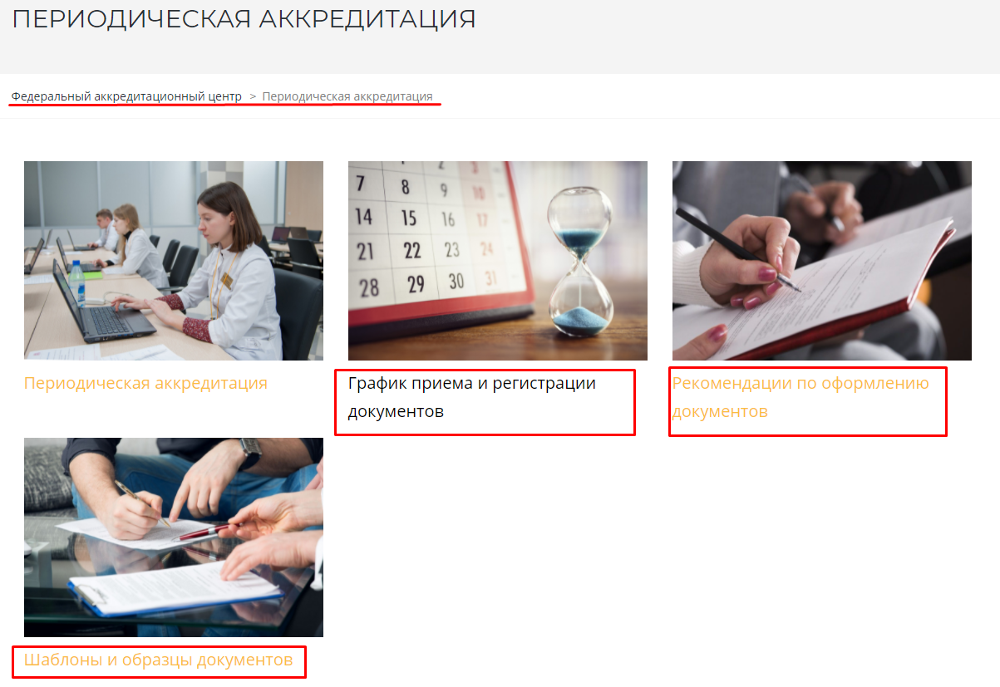 ПЕРИОДИЧЕСКАЯ АККРЕДИТАЦИЯ
Федеральный аккредитационный центр > Периодическая аккредитация
7 8 9 10
14 15 16 17
21 22 23 24
28 29 30 31
Периодическая аккредитация
График приема и регистрации
документов
Рекомендации по оформлению
документов
Шаблоны и образцы документов